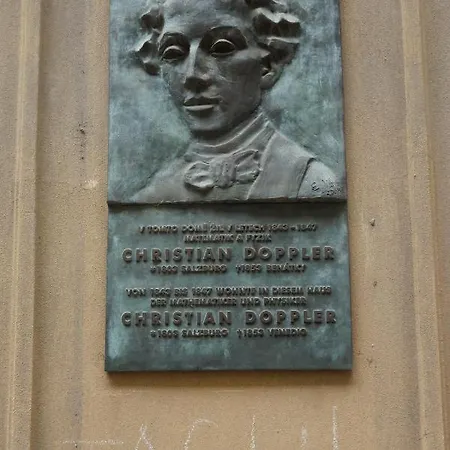 V TOMTO DOMĚ ŽIL V LETECH 1843 – 1847
MATEMATIK A FYZIK
CHRISTIAN DOPPLER
*1803 SALZBURG †1853 BENÁTKY
VON 1843 BIS 1847 WOHNTE IN DIESEM HAUS
DER MATHEMATIKER UND PHYSIKER
CHRISTIAN DOPPLER
*1803 SALZBURG †1853 VENEDIG